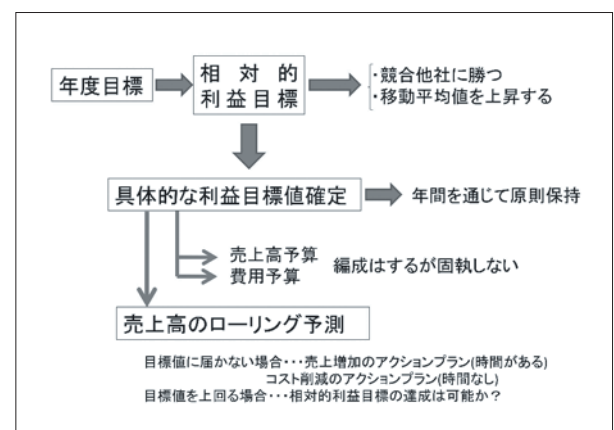 年度目標
相対的
利益目標
・競合他社に勝つ
・移動平均値を上昇する
具体的な利益目標値確定
年間を通じて原則保持
売上高予算
費用予算
編成はするが固執しない
売上高のローリング予測
目標値に届かない場合･･･売上増加のアクションプラン(時間がある)
コスト削減のアクションプラン(時間なし)
目標値を上回る場合･･･相対的利益目標の達成は可能か？